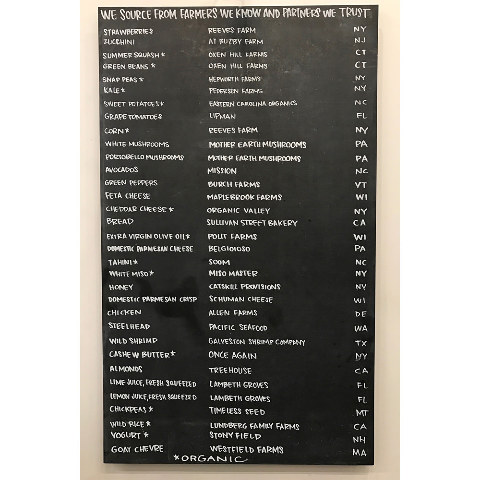 WE SOURCE FROM FARMERS WE KNOW AND PARTNERS WE TRUST
STRAWBERRIES REEVES FARM NY
ZUCCHINI ALSTEDE FARM NJ
SUMMER SQUASH* OXEN HILL FARMS CT
GREEN BEANS* OXEN HILL FARMS CT
SNAP PEAS* HEPWORTH FARMS NY
KALE* PEDERSEN FARMS NY
SWEET POTATOES* EASTERN CAROLINA ORGANICS NC
GRAPE TOMATOES LIPMAN FL
CORN* REEVES FARM NY
WHITE MUSHROOMS MOTHER EARTH MUSHROOMS PA
PORTOBELLO MUSHROOMS MOTHER EARTH MUSHROOMS PA
AVOCADOS MISSION NC
GREEN PEPPERS BURCH FARMS VT
FETA CHEESE MAPLEBROOK FARMS WI
CHEDDAR CHEESE* ORGANIC VALLEY NY
BREAD SULLIVAN STREET BAKERY CA
EXTRA VIRGIN OLIVE OIL* POLIT FARMS WI
DOMESTIC PARMESAN CHEESE BELGIOIOSO PA
TAHINI* SOOM NC
WHITE MISO* MISO MASTER NY
HONEY CATSKILL PROVISIONS NY
DOMESTIC PARMESAN CRISP SCHUMAN CHEESE WI
CHICKEN ALLEN FARMS DE
STEELHEAD PACIFIC SEAFOOD WA
WILD SHRIMP GALVESTON SHRIMP COMPANY TX
CASHEW BUTTER* ONCE AGAIN NY
ALMONDS TREEHOUSE CA
LIME JUICE, FRESH SQUEEZED LAMBETH GROVES FL
LEMON JUICE, FRESH SQUEEZED LAMBETH GROVES FL
CHICKPEAS* TIMELESS SEED MT
WILD RICE* LUNDBERG FAMILY FARMS CA
YOGURT* STONYFIELD NH
GOAT CHEVRE WESTFIELD FARMS MA
*ORGANIC